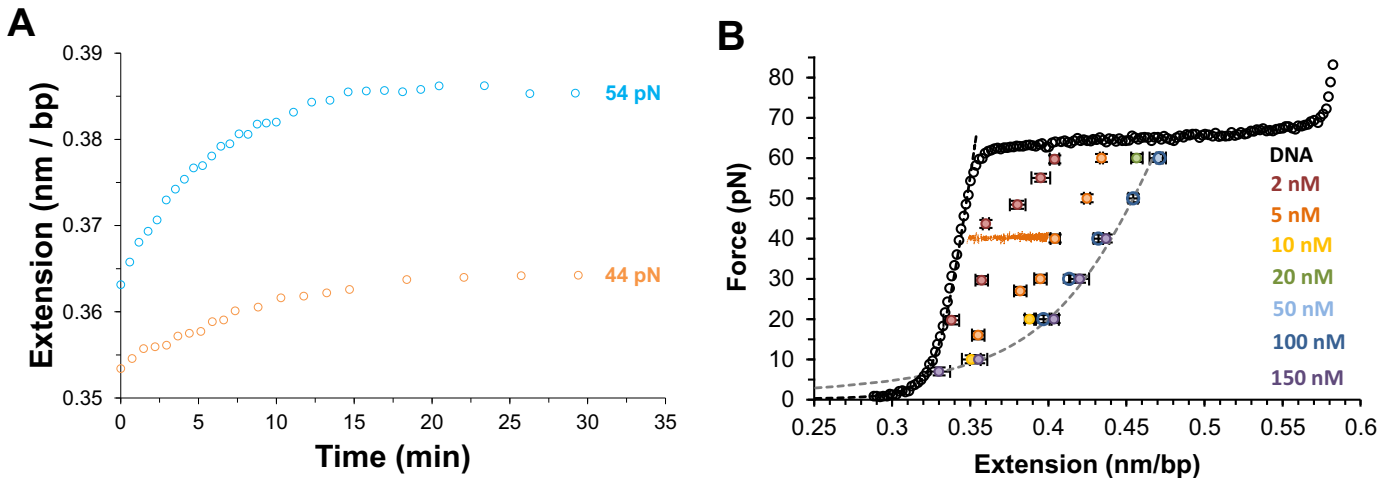 A
Extension (nm / bp)
0.39
0.38
0.37
0.36
0.35
54 pN
44 pN
0
5
10
15
20
25
30
35
Time (min)
B
Force (pN)
80
70
60
50
40
30
20
10
0
DNA
2 nM
5 nM
10 nM
20 nM
50 nM
100 nM
150 nM
0.25
0.3
0.35
0.4
0.45
0.5
0.55
0.6
Extension (nm/bp)